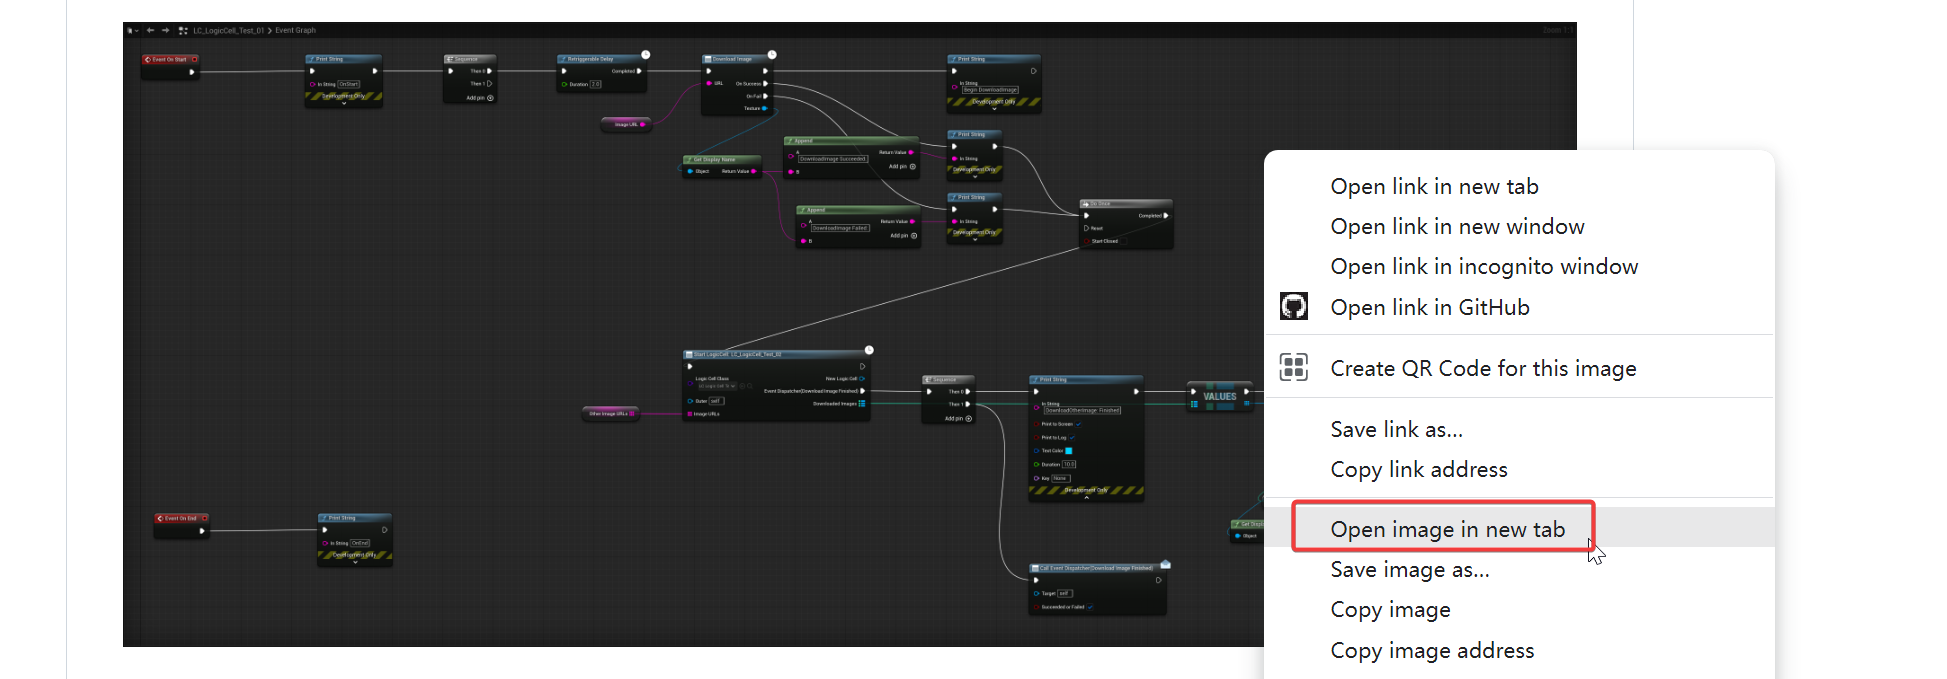 LC_LogicCell_Test_01 > Event Graph
Zoom 1:1
Event On Start
Print String
In String OnStart
Development Only
Sequence
Then 0
Then 1
Add pin
Retriggerable Delay
Completed
Duration 2.0
Download Image
URL
On Success
On Fail
Texture
Print String
In String
Begin DownloadImage
Development Only
Image URL
Get Display Name
Object Return Value
Append
A Return Value
DownloadImage Succeeded:
Add pin
B
Print String
In String
Development Only
Append
A Return Value
DownloadImage Failed:
Add pin
B
Print String
In String
Development Only
Do Once
Completed
Reset
Start Closed
Start LogicCell: LC_LogicCell_Test_02
Logic Cell Class
New Logic Cell
Event Dispatcher(Download Image Finished)
Outer self
Downloaded Images
Image URLs
Other Image URLs
Sequence
Then 0
Then 1
Add pin
Print String
In String
DownloadOtherImage Finished
Print to Screen
Print to Log
Text Color
Duration 10.0
Key None
Development Only
VALUES
Event On End
Print String
In String OnEnd
Development Only
Get Displ
Object
Call Event Dispatcher(Download Image Finished)
Target self
Succeeded or Failed
Open link in new tab
Open link in new window
Open link in incognito window
Open link in GitHub
Create QR Code for this image
Save link as...
Copy link address
Open image in new tab
Save image as...
Copy image
Copy image address